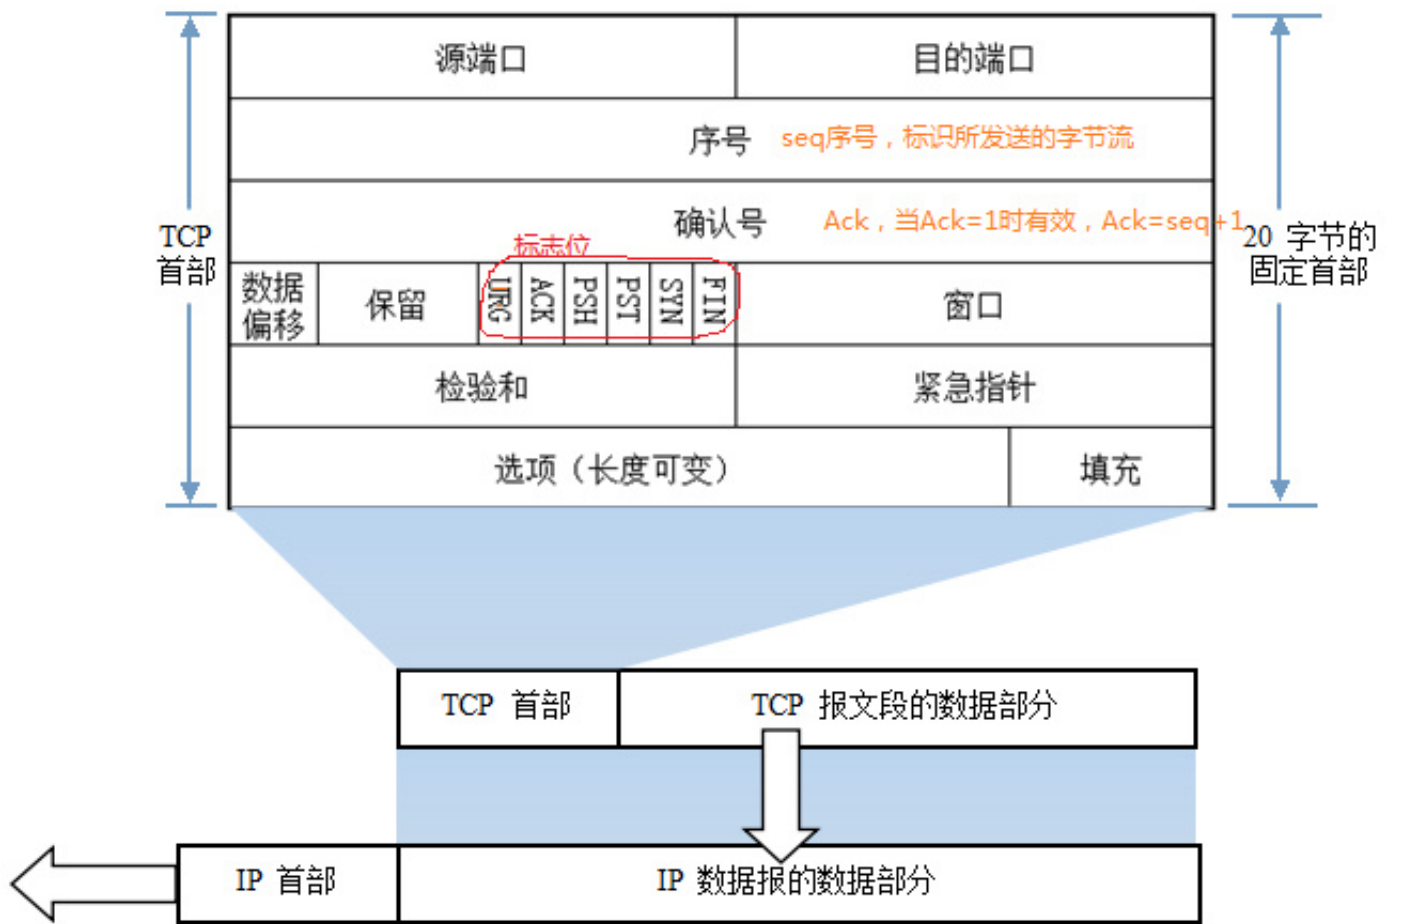 源端口
目的端口
序号
seq序号，标识所发送的字节流
确认号
Ack，当Ack=1时有效，Ack=seq+1
TCP
首部
20 字节的
固定首部
标志位
数据
偏移
保留
URG
ACK
PSH
PST
SYN
FIN
窗口
检验和
紧急指针
选项（长度可变）
填充
TCP 首部
TCP 报文段的数据部分
IP 首部
IP 数据报的数据部分